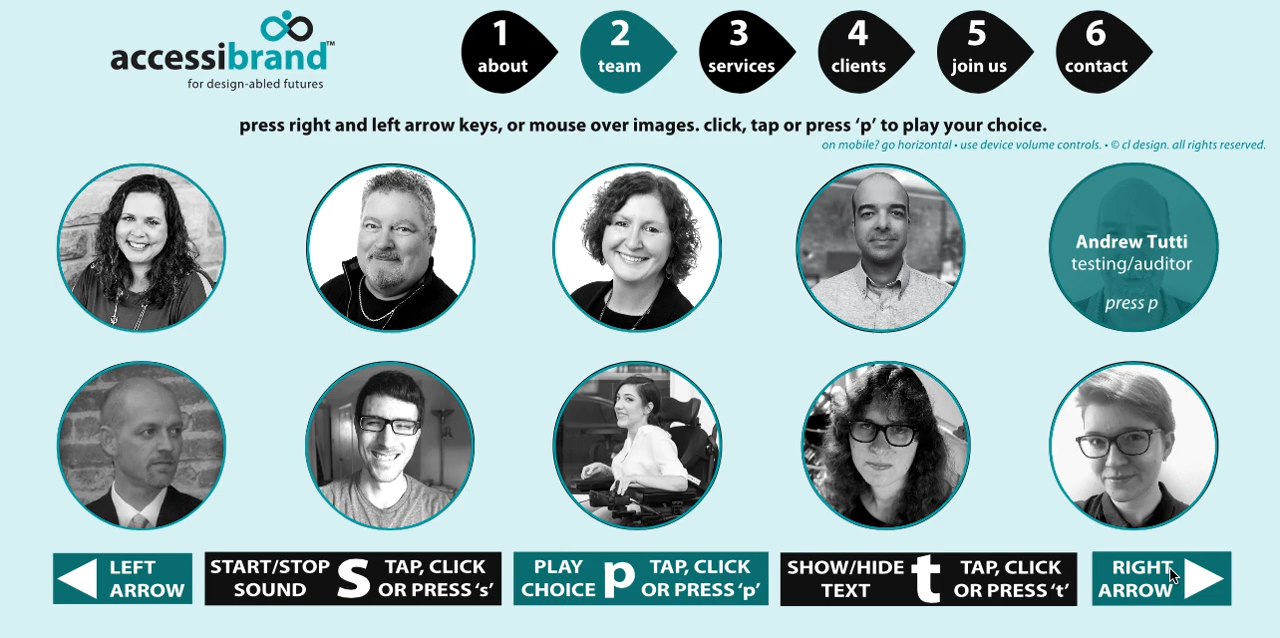 accessibrand™
for design-abled futures
1
about
2
team
3
services
4
clients
5
join us
6
contact
press right and left arrow keys, or mouse over images. click, tap or press ‘p’ to play your choice.
on mobile? go horizontal • use device volume controls. • © cl design. all rights reserved.
Andrew Tutti
testing/auditor
press p
LEFT
ARROW
START/STOP
SOUND
s
TAP, CLICK
OR PRESS ‘s’
PLAY
CHOICE
p
TAP, CLICK
OR PRESS ‘p’
SHOW/HIDE
TEXT
t
TAP, CLICK
OR PRESS ‘t’
RIGHT
ARROW